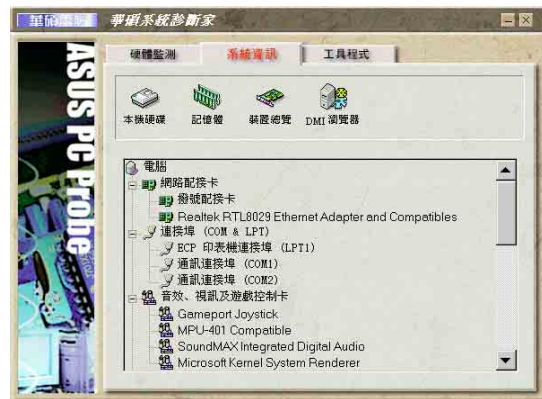 華碩電腦 華碩系統診斷家
ASUS PC Probe
硬體監測 系統資訊 工具程式
本機硬碟 記憶體 裝置總覽 DMI 瀏覽器
電腦
網路配接卡
撥號配接卡
Realtek RTL8029 Ethernet Adapter and Compatibles
連接埠 (COM & LPT)
ECP 印表機連接埠 (LPT1)
通訊連接埠 (COM1)
通訊連接埠 (COM2)
音效、視訊及遊戲控制卡
Gameport Joystick
MPU-401 Compatible
SoundMAX Integrated Digital Audio
Microsoft Kernel System Renderer